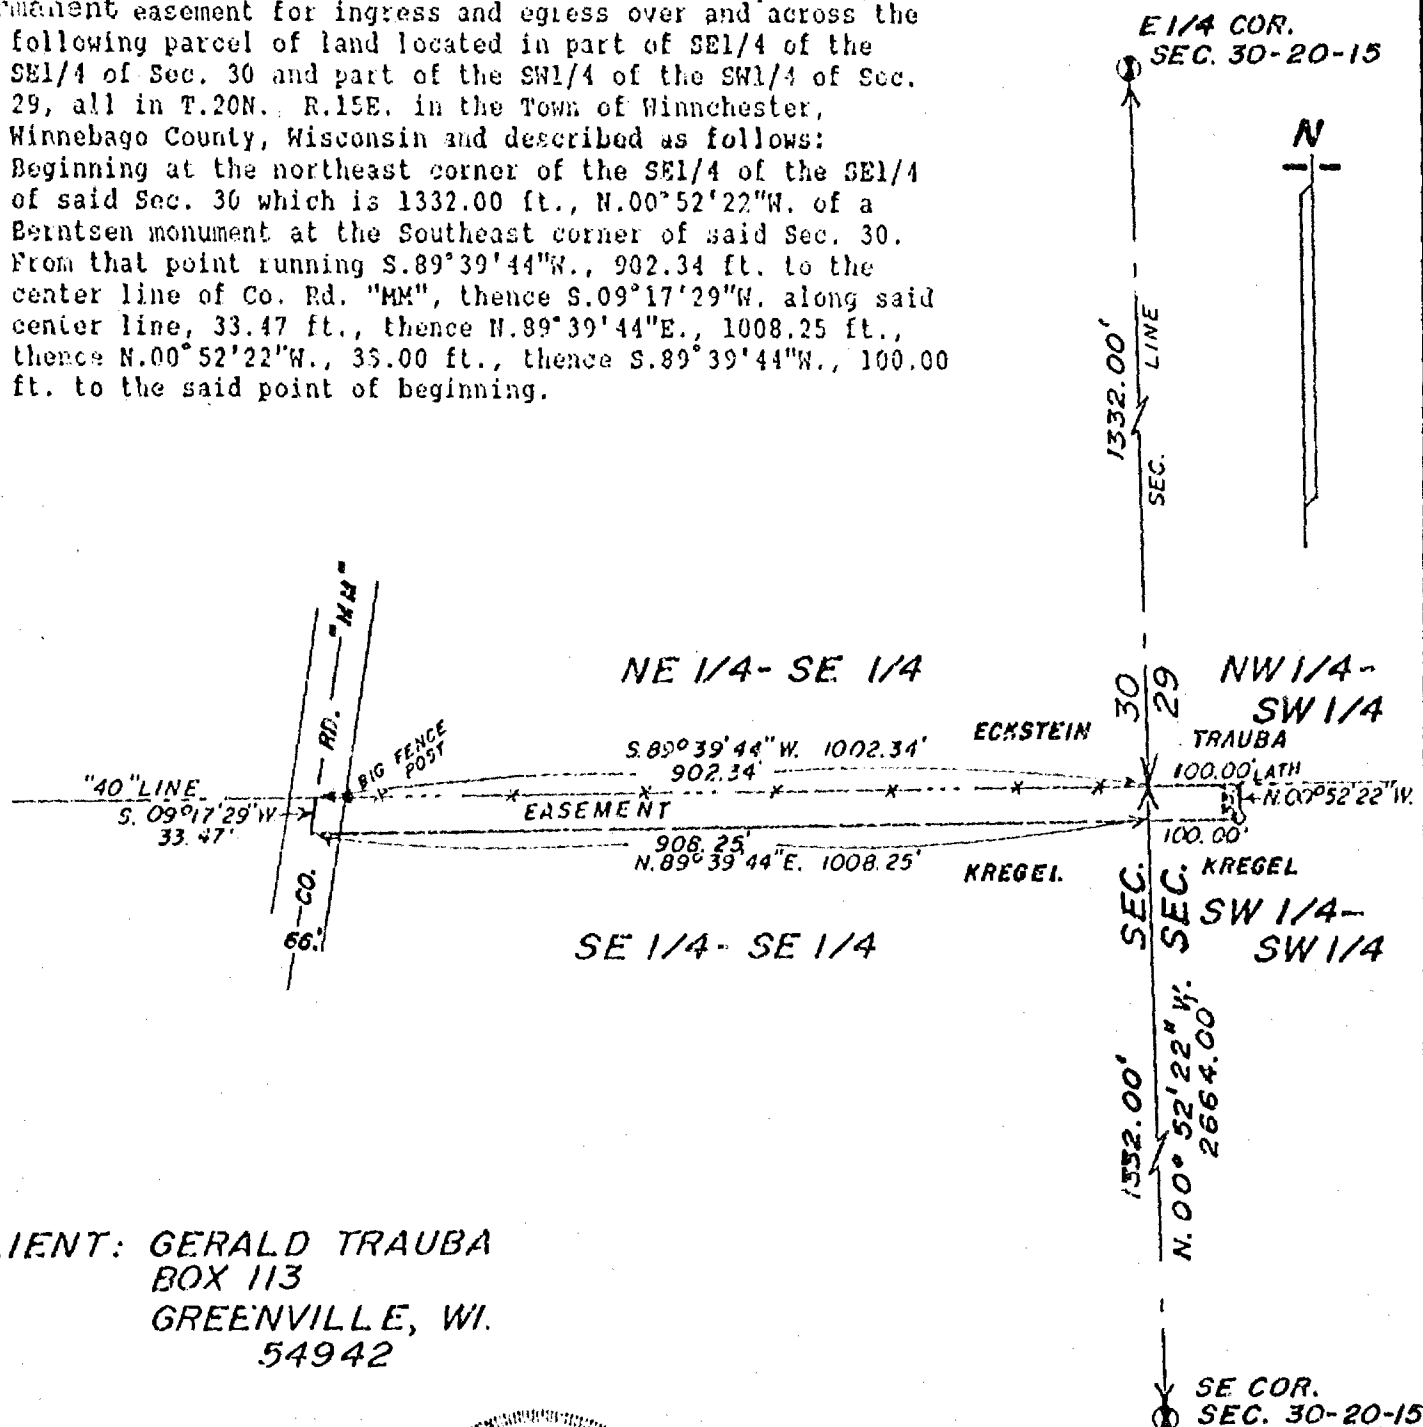 rmanent easement for ingress and egress over and across the
following parcel of land located in part of SE1/4 of the
SE1/4 of Sec. 30 and part of the SW1/4 of the SW1/4 of Sec.
29, all in T.20N. R.15E. in the Town of Winnchester,
Winnebago County, Wisconsin and described as follows:
Beginning at the northeast corner of the SE1/4 of the SE1/4
of said Sec. 30 which is 1332.00 ft., N.00°52'22"W. of a
Berntsen monument at the Southeast corner of said Sec. 30.
From that point running S.89°39'44"W., 902.34 ft. to the
center line of Co. Rd. "MM", thence S.09°17'29"W. along said
center line, 33.47 ft., thence N.89°39'44"E., 1008.25 ft.,
thence N.00°52'22"W., 33.00 ft., thence S.89°39'44"W., 100.00
ft. to the said point of beginning.
E 1/4 COR.
SEC. 30-20-15
N
1332.00'
SEC. LINE
CO. RD. "MM"
66.'
NE 1/4 - SE 1/4
30
29
NW 1/4 -
SW 1/4
BIG FENCE
POST
S.89°39'44"W. 1002.34'
902.34'
ECKSTEIN
TRAUBA
100.00'
LATH
"40" LINE
S. 09°17'29"W
33.47'
EASEMENT
33'
N.00°52'22"W.
908.25'
N.89°39'44"E. 1008.25'
KREGEL
100.00'
KREGEL
SEC.
SEC.
SW 1/4 -
SW 1/4
SE 1/4 - SE 1/4
1332.00'
N. 00° 52' 22" W.
2664.00'
IENT: GERALD TRAUBA
BOX 113
GREENVILLE, WI.
54942
SE COR.
SEC. 30-20-15